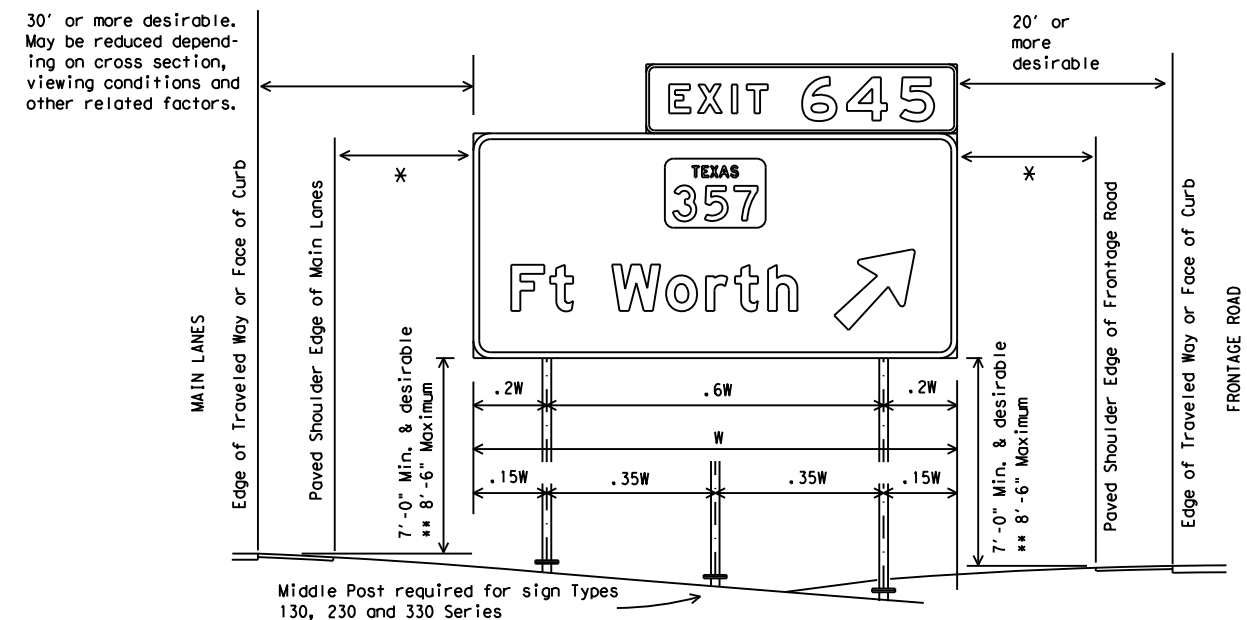 30' or more desirable.
May be reduced depend-
ing on cross section,
viewing conditions and
other related factors.
20' or
more
desirable
EXIT 645
TEXAS
357
Ft Worth
*
*
MAIN LANES
Edge of Traveled Way or Face of Curb
Paved Shoulder Edge of Main Lanes
7'-0" Min. & desirable
** 8'-6" Maximum
.2W
.6W
.2W
W
.15W
.35W
.35W
.15W
7'-0" Min. & desirable
** 8'-6" Maximum
Paved Shoulder Edge of Frontage Road
Edge of Traveled Way or Face of Curb
FRONTAGE ROAD
Middle Post required for sign Types
130, 230 and 330 Series